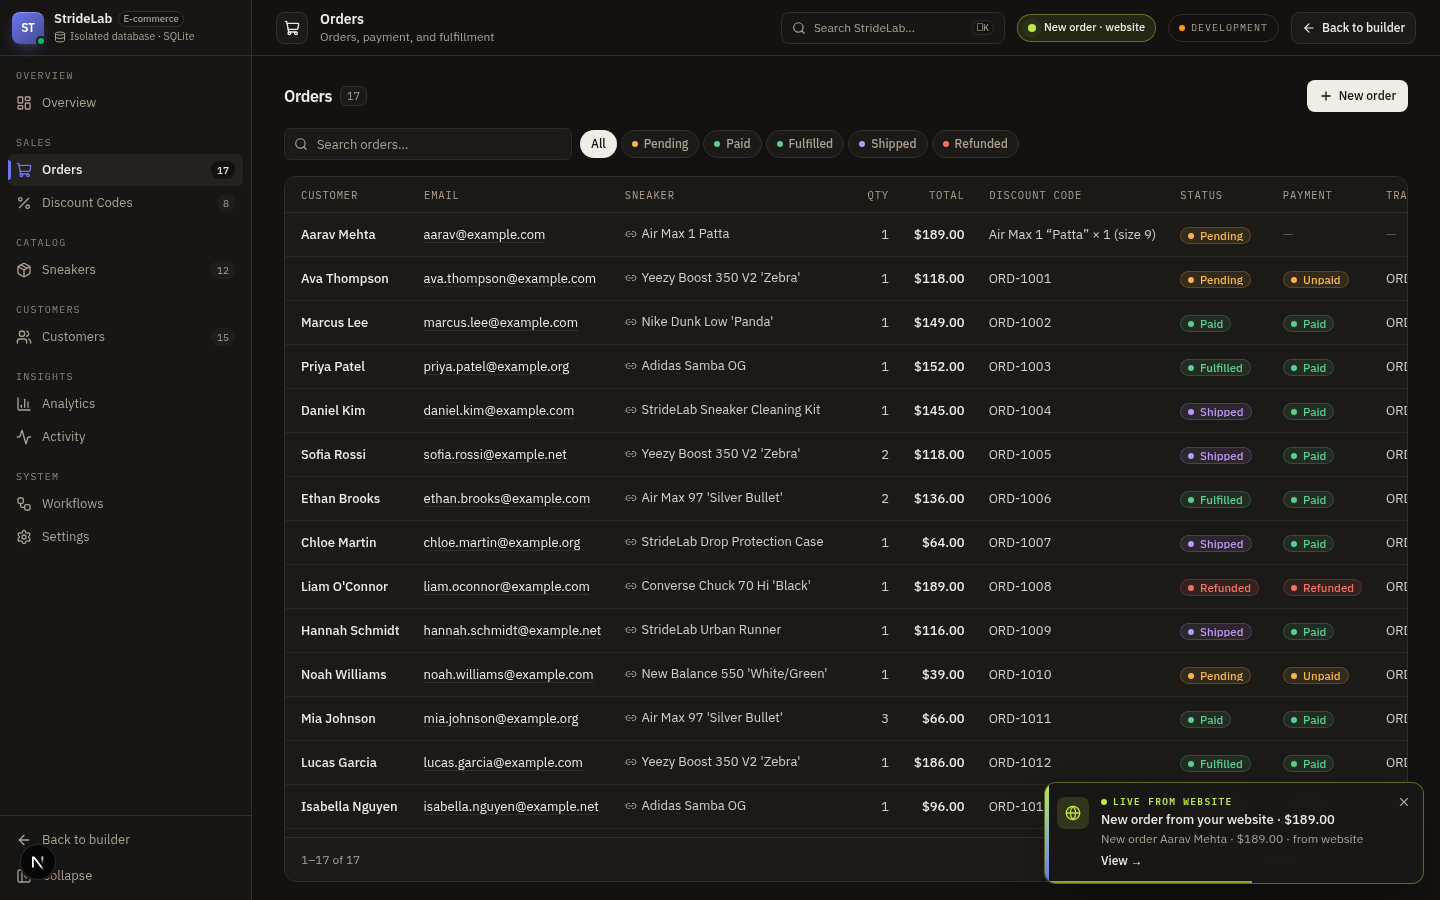 ST StrideLab E-commerce
Isolated database · SQLite
Orders
Orders, payment, and fulfillment
Search StrideLab...
K
New order · website
DEVELOPMENT
Back to builder
OVERVIEW
Overview
SALES
Orders 17
Discount Codes 8
CATALOG
Sneakers 12
CUSTOMERS
Customers 15
INSIGHTS
Analytics
Activity
SYSTEM
Workflows
Settings
Back to builder
N
ollapse
Orders 17
New order
Search orders...
All Pending Paid Fulfilled Shipped Refunded
CUSTOMER EMAIL SNEAKER QTY TOTAL DISCOUNT CODE STATUS PAYMENT TRA
Aarav Mehta aarav@example.com Air Max 1 Patta 1 $189.00 Air Max 1 “Patta” × 1 (size 9) Pending — —
Ava Thompson ava.thompson@example.com Yeezy Boost 350 V2 'Zebra' 1 $118.00 ORD-1001 Pending Unpaid ORD
Marcus Lee marcus.lee@example.com Nike Dunk Low 'Panda' 1 $149.00 ORD-1002 Paid Paid ORD
Priya Patel priya.patel@example.org Adidas Samba OG 1 $152.00 ORD-1003 Fulfilled Paid ORD
Daniel Kim daniel.kim@example.com StrideLab Sneaker Cleaning Kit 1 $145.00 ORD-1004 Shipped Paid ORD
Sofia Rossi sofia.rossi@example.net Yeezy Boost 350 V2 'Zebra' 2 $118.00 ORD-1005 Shipped Paid ORD
Ethan Brooks ethan.brooks@example.com Air Max 97 'Silver Bullet' 2 $136.00 ORD-1006 Fulfilled Paid ORD
Chloe Martin chloe.martin@example.org StrideLab Drop Protection Case 1 $64.00 ORD-1007 Shipped Paid ORD
Liam O'Connor liam.oconnor@example.com Converse Chuck 70 Hi 'Black' 1 $189.00 ORD-1008 Refunded Refunded ORD
Hannah Schmidt hannah.schmidt@example.net StrideLab Urban Runner 1 $116.00 ORD-1009 Shipped Paid ORD
Noah Williams noah.williams@example.com New Balance 550 'White/Green' 1 $39.00 ORD-1010 Pending Unpaid ORD
Mia Johnson mia.johnson@example.org Air Max 97 'Silver Bullet' 3 $66.00 ORD-1011 Paid Paid ORD
Lucas Garcia lucas.garcia@example.com Yeezy Boost 350 V2 'Zebra' 1 $186.00 ORD-1012 Fulfilled Paid ORD
Isabella Nguyen isabella.nguyen@example.net Adidas Samba OG 1 $96.00 ORD-101
1–17 of 17
LIVE FROM WEBSITE
New order from your website · $189.00
New order Aarav Mehta · $189.00 · from website
View →